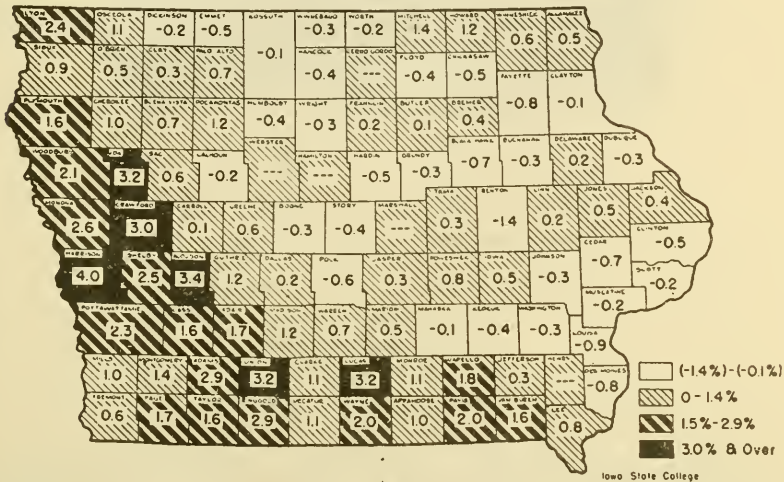 LYON OSCEOLA DICKINSON EMMET KOSSUTH WINNEBAGO WORTH MITCHELL HOWARD WINNESHIEK ALLAMAKEE
2.4 1.1 -0.2 -0.5 -0.1 -0.3 -0.2 1.4 1.2 0.6 0.5
SIOUX O'BRIEN CLAY PALO ALTO HANCOCK CERRO GORDO FLOYD CHICKASAW
0.9 0.5 0.3 0.7 -0.4 --- -0.4 -0.5
FAYETTE CLAYTON
-0.8 -0.1
PLYMOUTH CHEROKEE BUENA VISTA POCAHONTAS HUMBOLDT WRIGHT FRANKLIN BUTLER BREMER
1.6 1.0 0.7 1.2 -0.4 -0.3 0.2 0.1 0.4
WOODBURY IDA SAC CALHOUN WEBSTER HAMILTON HARDIN GRUNDY BLACK HAWK BUCHANAN DELAWARE DUBUQUE
2.1 3.2 0.6 -0.2 --- --- -0.5 -0.3 -0.7 -0.3 0.2 -0.3
MONONA CRAWFORD CARROLL GREENE BOONE STORY MARSHALL TAMA BENTON LINN JONES JACKSON
2.6 3.0 0.1 0.6 -0.3 -0.4 --- 0.3 -1.4 0.2 0.5 0.4
CLINTON
-0.5
HARRISON SHELBY AUDUBON GUTHRIE DALLAS POLK JASPER POWESHIEK IOWA JOHNSON CEDAR SCOTT
4.0 2.5 3.4 1.2 0.2 -0.6 0.3 0.8 0.5 -0.3 -0.7 -0.2
MUSCATINE
-0.2
POTTAWATTAMIE CASS ADAIR MADISON WARREN MARION MAHASKA KEOKUK WASHINGTON LOUISA
2.3 1.6 1.7 1.2 0.7 0.5 -0.1 -0.4 -0.3 -0.9
MILLS MONTGOMERY ADAMS UNION CLARKE LUCAS MONROE WAPELLO JEFFERSON HENRY DES MOINES
1.0 1.4 2.9 3.2 1.1 3.2 1.1 1.8 0.3 --- -0.8
FREMONT PAGE TAYLOR RINGGOLD DECATUR WAYNE APPANOOSE DAVIS VAN BUREN LEE
0.6 1.7 1.6 2.9 1.1 2.0 1.0 2.0 1.6 0.8
(-1.4%)-(-0.1%)
0-1.4%
1.5%-2.9%
3.0% & Over
Iowa State College